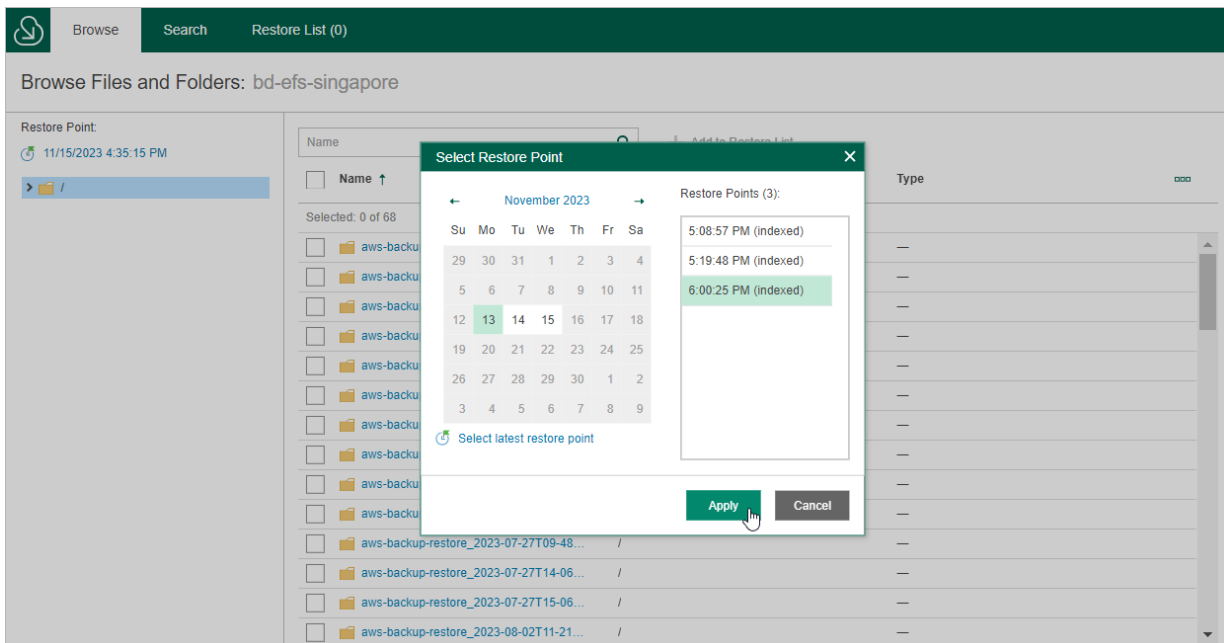 Browse Search Restore List (0)
Browse Files and Folders: bd-efs-singapore
Restore Point:
11/15/2023 4:35:15 PM
/
Name
Add to Restore List
Name ↑ Type
Selected: 0 of 68
aws-backu —
aws-backu —
aws-backu —
aws-backu —
aws-backu —
aws-backu —
aws-backu —
aws-backu —
aws-backu —
aws-backu —
aws-backup-restore_2023-07-27T09-48... / —
aws-backup-restore_2023-07-27T14-06... / —
aws-backup-restore_2023-07-27T15-06... / —
aws-backup-restore_2023-08-02T11-21... / —
Select Restore Point
← November 2023 →
Su Mo Tu We Th Fr Sa
29 30 31 1 2 3 4
5 6 7 8 9 10 11
12 13 14 15 16 17 18
19 20 21 22 23 24 25
26 27 28 29 30 1 2
3 4 5 6 7 8 9
Select latest restore point
Restore Points (3):
5:08:57 PM (indexed)
5:19:48 PM (indexed)
6:00:25 PM (indexed)
Apply Cancel